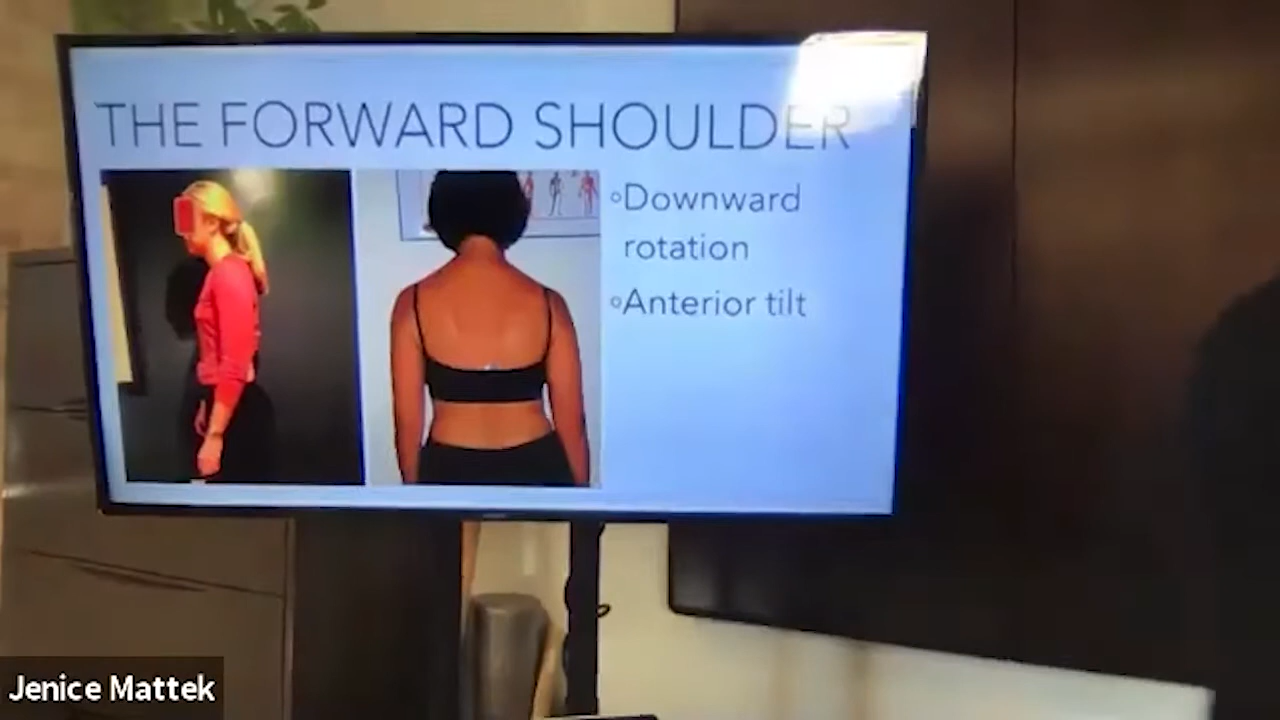 THE FORWARD SHOULDER
◦Downward
rotation
◦Anterior tilt
Jenice Mattek